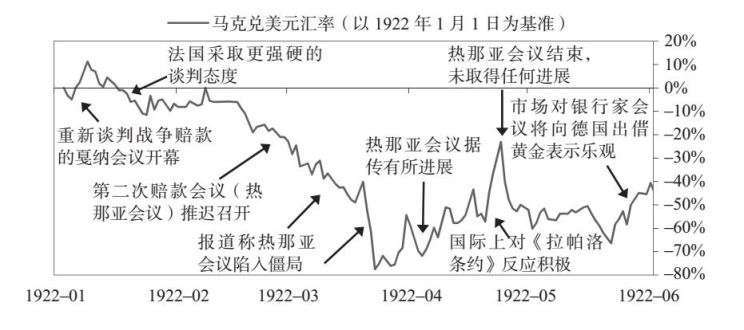 马克兑美元汇率（以 1922 年 1 月 1 日为基准）
20%
10%
0%
−10%
−20%
−30%
−40%
−50%
−60%
−70%
−80%
法国采取更强硬的
谈判态度
重新谈判战争赔款
的戛纳会议开幕
第二次赔款会议（热
那亚会议）推迟召开
报道称热那亚
会议陷入僵局
热那亚会议据
传有所进展
热那亚会议结束，
未取得任何进展
国际上对《拉帕洛
条约》反应积极
市场对银行家会
议将向德国出借
黄金表示乐观
1922–01
1922–02
1922–03
1922–04
1922–05
1922–06